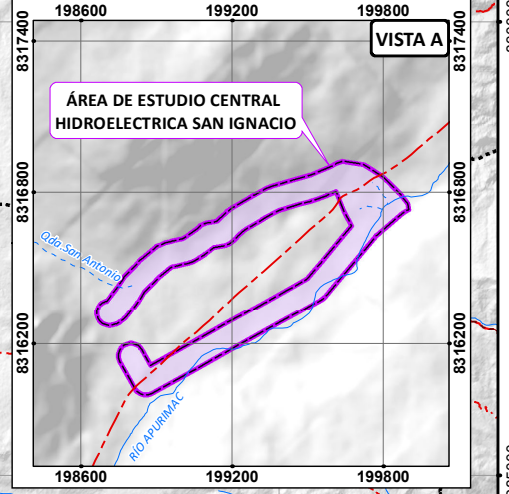 198600 199200 199800
8317400
VISTA A
8317400
ÁREA DE ESTUDIO CENTRAL
HIDROELECTRICA SAN IGNACIO
8316800
8316800
Qda.San Antonio
8316200
8316200
RÍO APURIMAC
198600 199200 199800